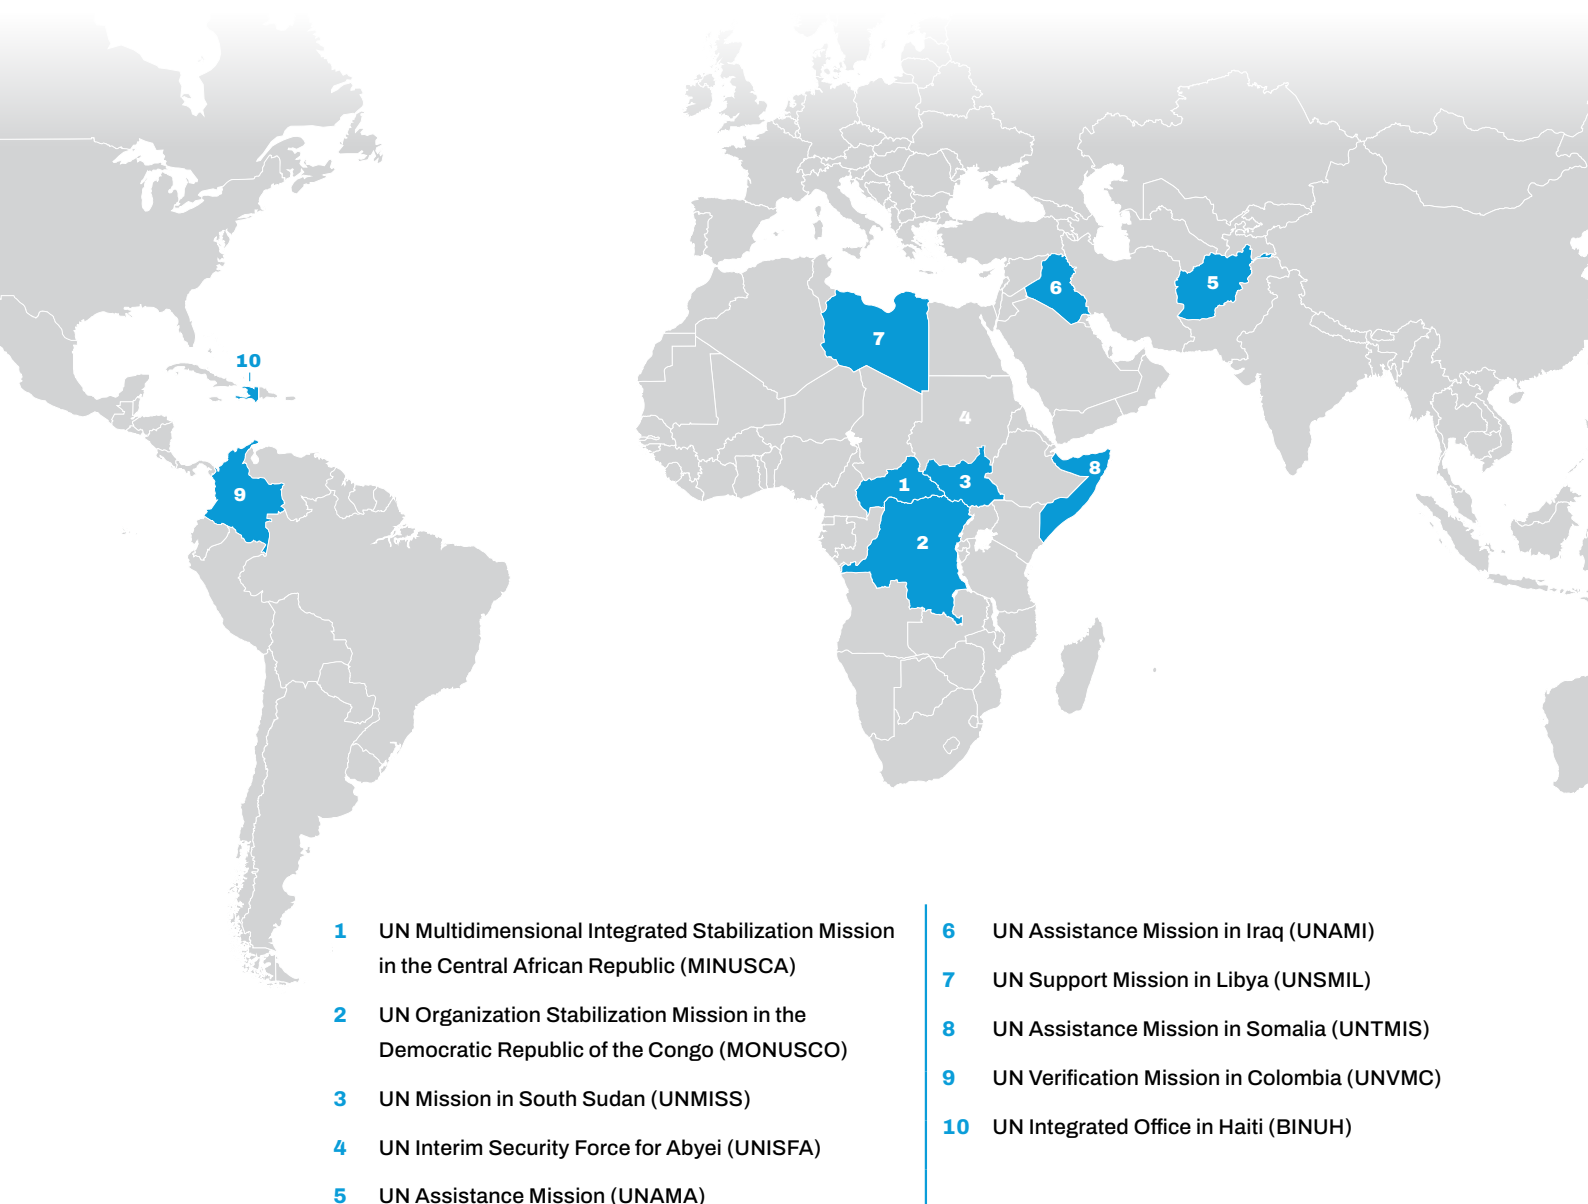 10
6
5
7
4
8
1
3
9
2
1 UN Multidimensional Integrated Stabilization Mission
in the Central African Republic (MINUSCA)
2 UN Organization Stabilization Mission in the
Democratic Republic of the Congo (MONUSCO)
3 UN Mission in South Sudan (UNMISS)
4 UN Interim Security Force for Abyei (UNISFA)
5 UN Assistance Mission (UNAMA)
6 UN Assistance Mission in Iraq (UNAMI)
7 UN Support Mission in Libya (UNSMIL)
8 UN Assistance Mission in Somalia (UNTMIS)
9 UN Verification Mission in Colombia (UNVMC)
10 UN Integrated Office in Haiti (BINUH)